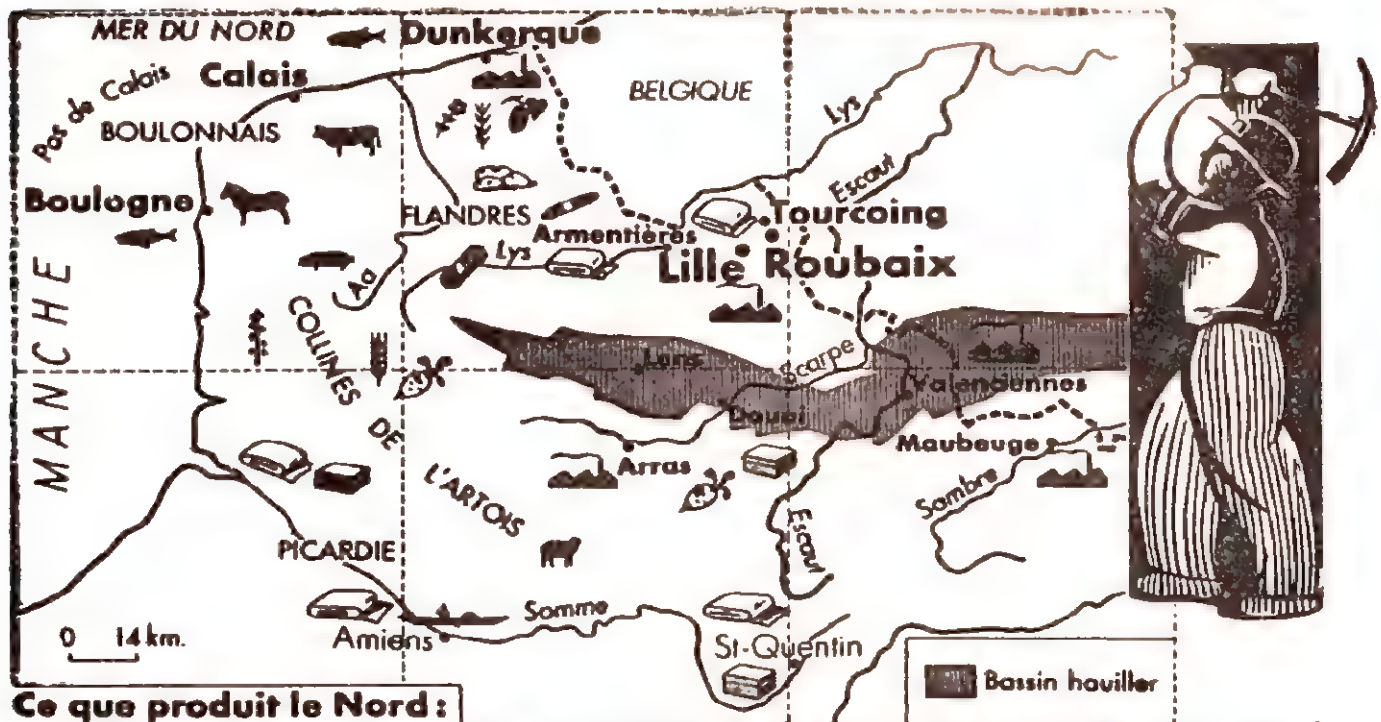 MER DU NORD
Dunkerque
Pas de Calais
Calais
BELGIQUE
BOULONNAIS
Lys
Escaut
Boulogne
FLANDRES
Tourcoing
Armentières
Lys
Lille
Roubaix
Aa
MANCHE
COLLINES DE L'ARTOIS
Lens
Scarpe
Valenciennes
Douai
Maubeuge
Arras
Sambre
Escaut
PICARDIE
Somme
0 14 km.
Amiens
St-Quentin
Bassin houiller
Ce que produit le Nord :